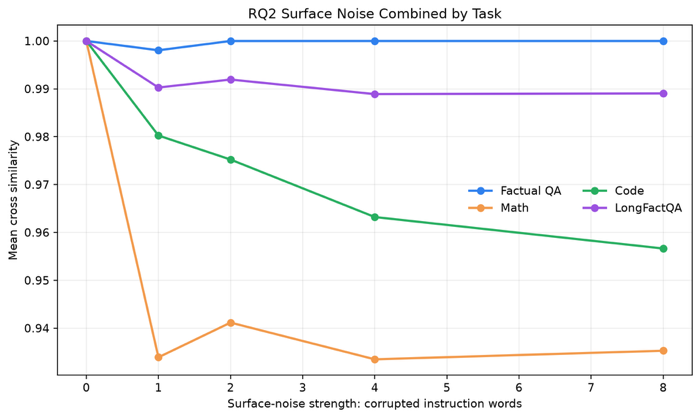 RQ2 Surface Noise Combined by Task
Mean cross similarity
1.00
0.99
0.98
0.97
0.96
0.95
0.94
Factual QA
Math
Code
LongFactQA
0 1 2 3 4 5 6 7 8
Surface-noise strength: corrupted instruction words